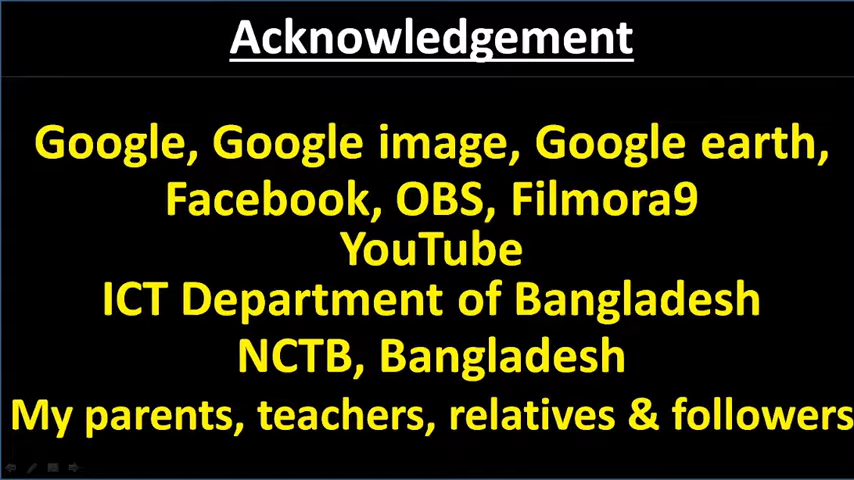 Acknowledgement
Google, Google image, Google earth,
Facebook, OBS, Filmora9
YouTube
ICT Department of Bangladesh
NCTB, Bangladesh
My parents, teachers, relatives & followers